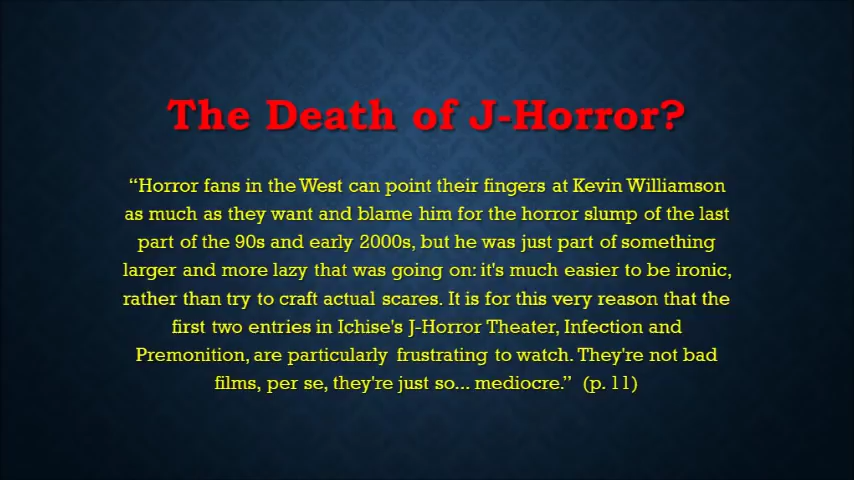 The Death of J-Horror?
“Horror fans in the West can point their fingers at Kevin Williamson
as much as they want and blame him for the horror slump of the last
part of the 90s and early 2000s, but he was just part of something
larger and more lazy that was going on: it's much easier to be ironic,
rather than try to craft actual scares. It is for this very reason that the
first two entries in Ichise's J-Horror Theater, Infection and
Premonition, are particularly frustrating to watch. They're not bad
films, per se, they're just so... mediocre.” (p. 11)